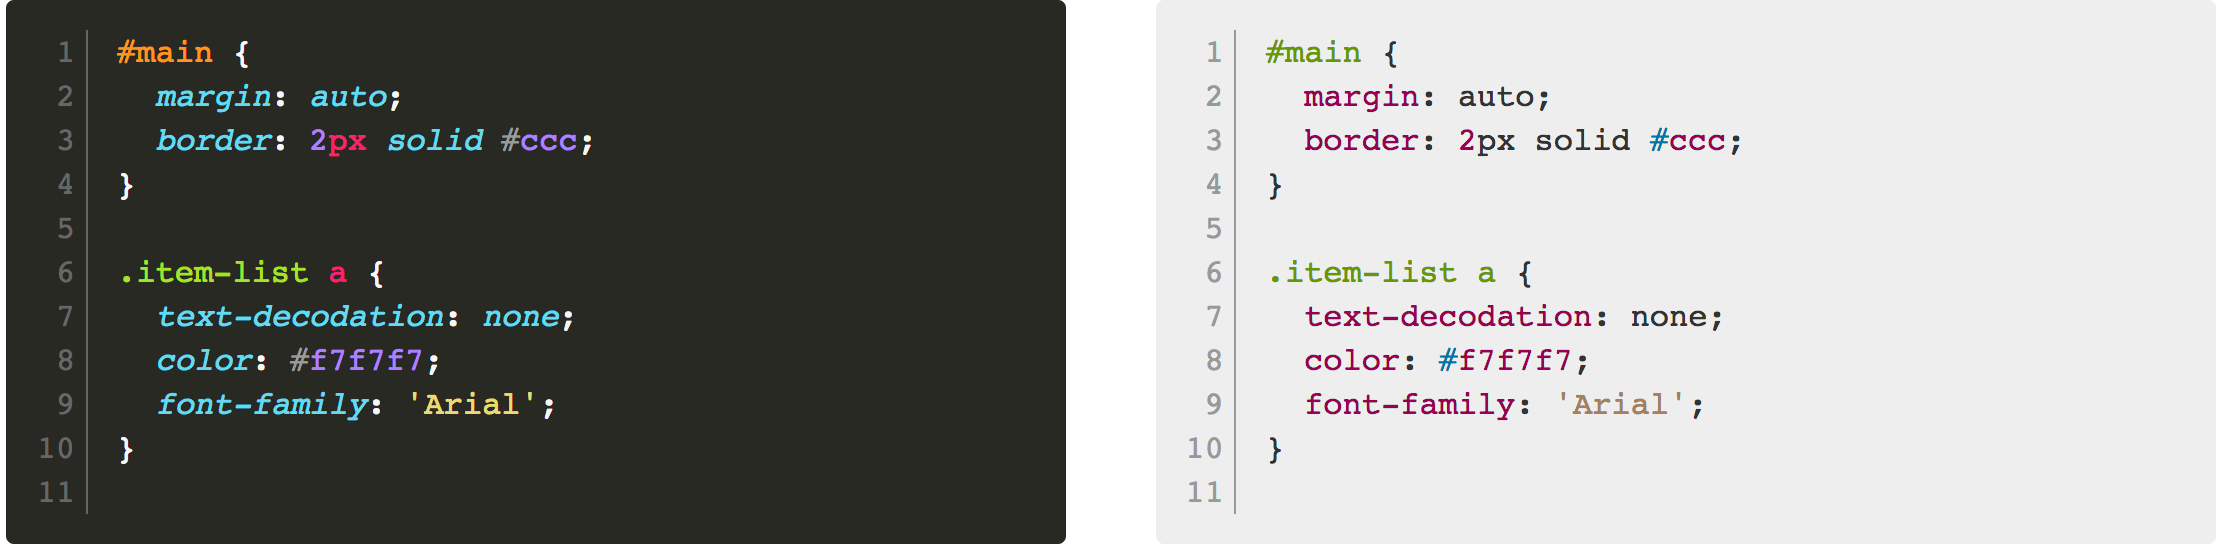 1 #main {
2   margin: auto;
3   border: 2px solid #ccc;
4 }
5
6 .item-list a {
7   text-decodation: none;
8   color: #f7f7f7;
9   font-family: 'Arial';
10 }
11
1 #main {
2   margin: auto;
3   border: 2px solid #ccc;
4 }
5
6 .item-list a {
7   text-decodation: none;
8   color: #f7f7f7;
9   font-family: 'Arial';
10 }
11